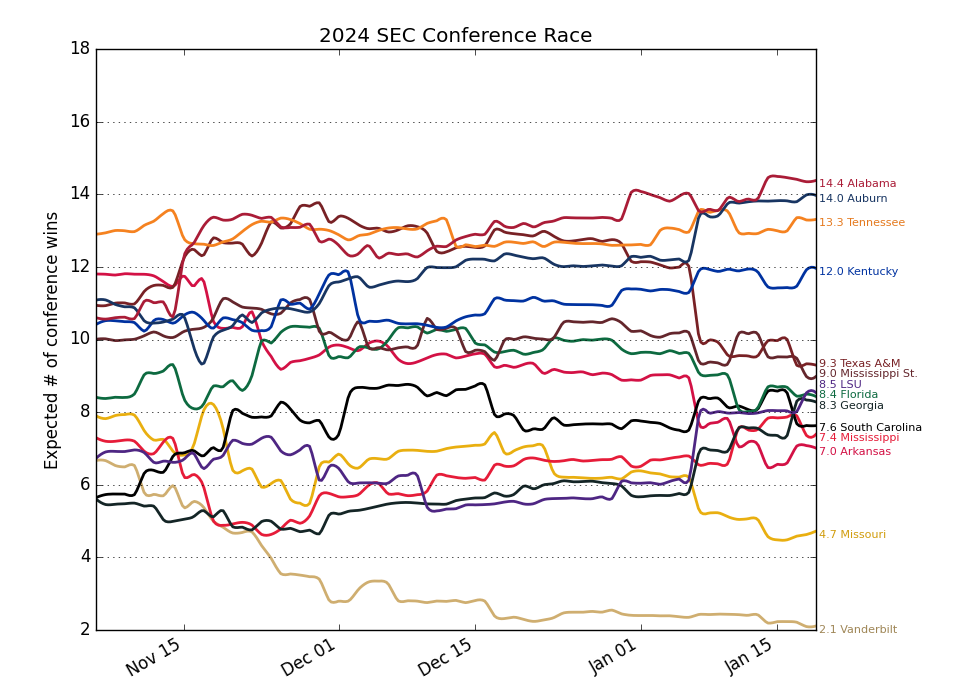 2024 SEC Conference Race
Expected # of conference wins
18
16
14
12
10
8
6
4
2
14.4 Alabama
14.0 Auburn
13.3 Tennessee
12.0 Kentucky
9.3 Texas A&M
9.0 Mississippi St.
8.5 LSU
8.4 Florida
8.3 Georgia
7.6 South Carolina
7.4 Mississippi
7.0 Arkansas
4.7 Missouri
2.1 Vanderbilt
Nov 15
Dec 01
Dec 15
Jan 01
Jan 15